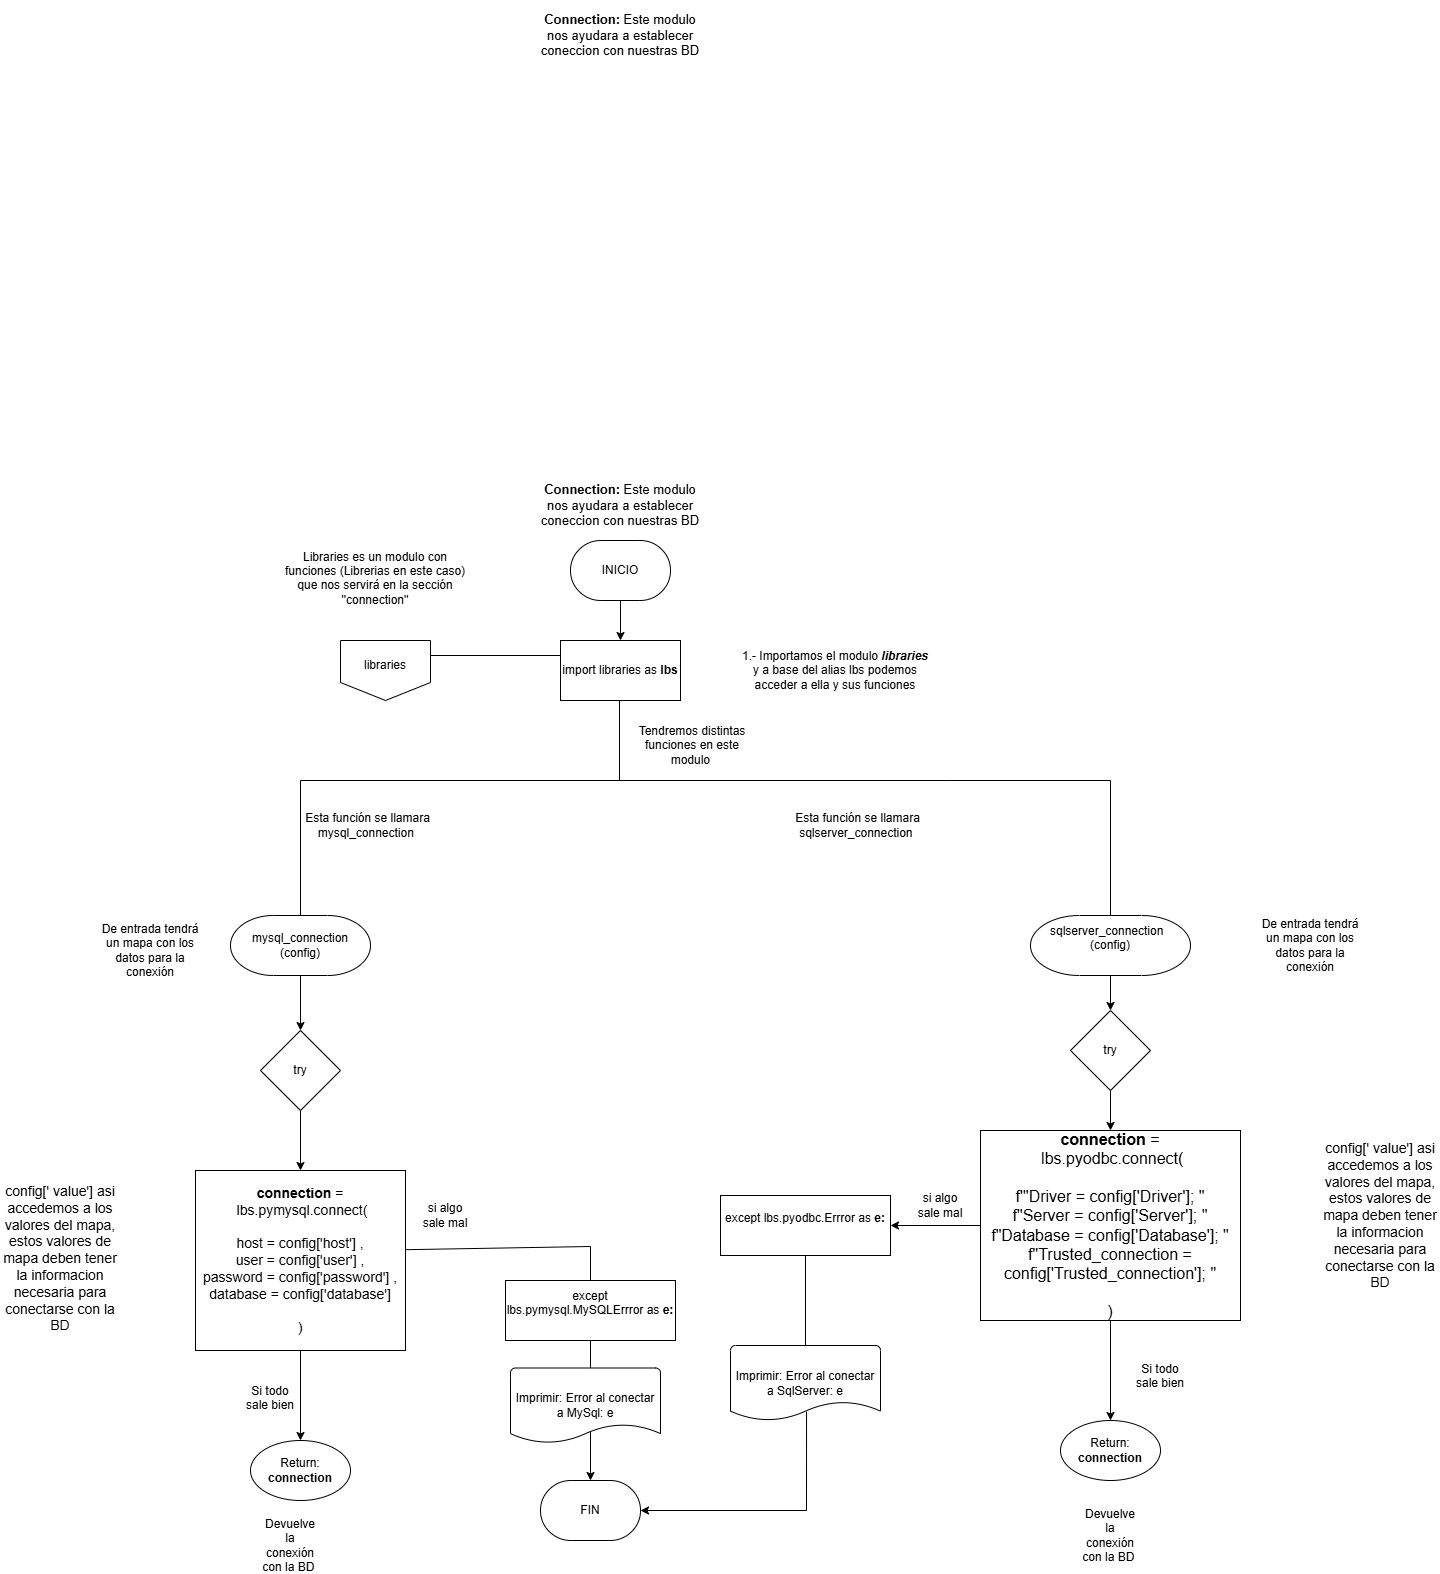 Connection: Este modulo
nos ayudara a establecer
coneccion con nuestras BD
Connection: Este modulo
nos ayudara a establecer
coneccion con nuestras BD
Libraries es un modulo con
funciones (Librerias en este caso)
que nos servirá en la sección
"connection"
INICIO
libraries
import libraries as lbs
1.- Importamos el modulo libraries
y a base del alias lbs podemos
acceder a ella y sus funciones
Tendremos distintas
funciones en este
modulo
Esta función se llamara
mysql_connection
Esta función se llamara
sqlserver_connection
De entrada tendrá
un mapa con los
datos para la
conexión
mysql_connection
(config)
sqlserver_connection
(config)
De entrada tendrá
un mapa con los
datos para la
conexión
try
try
config[' value'] asi
accedemos a los
valores del mapa,
estos valores de
mapa deben tener
la informacion
necesaria para
conectarse con la
BD
connection =
lbs.pymysql.connect(
host = config['host'] ,
user = config['user'] ,
password = config['password'] ,
database = config['database']
)
si algo
sale mal
except
lbs.pymysql.MySQLErrror as e:
Imprimir: Error al conectar
a MySql: e
Si todo
sale bien
Return:
connection
Devuelve
la
conexión
con la BD
FIN
except lbs.pyodbc.Errror as e:
si algo
sale mal
Imprimir: Error al conectar
a SqlServer: e
connection =
lbs.pyodbc.connect(
f'"Driver = config['Driver']; "
f"Server = config['Server']; "
f"Database = config['Database']; "
f"Trusted_connection =
config['Trusted_connection']; "
)
config[' value'] asi
accedemos a los
valores del mapa,
estos valores de
mapa deben tener
la informacion
necesaria para
conectarse con la
BD
Si todo
sale bien
Return:
connection
Devuelve
la
conexión
con la BD